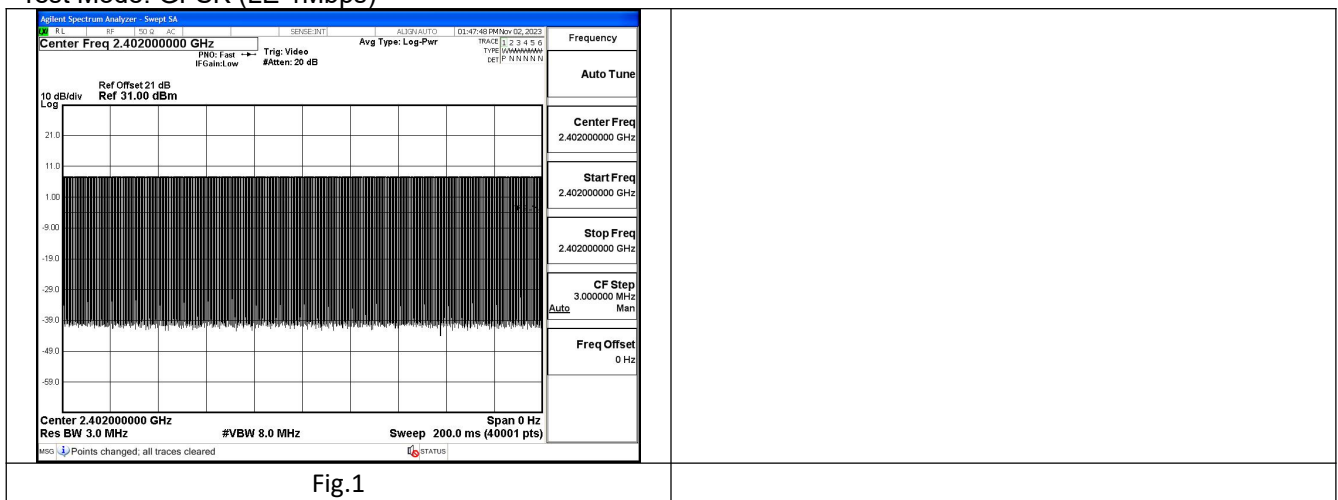 Test Mode: GFSK (LE 1Mbps)
Agilent Spectrum Analyzer - Swept SA
RL RF 50 Ω AC SENSE:INT ALIGN AUTO 01:47:48 PM Nov 02, 2023
Center Freq 2.402000000 GHz
PNO: Fast
IFGain:Low
Trig: Video
#Atten: 20 dB
Avg Type: Log-Pwr
TRACE 1 2 3 4 5 6
TYPE
DET P N N N N N
Ref Offset 21 dB
10 dB/div Ref 31.00 dBm
Log
21.0
11.0
1.00
-9.00
-19.0
-29.0
-39.0
-49.0
-59.0
Center 2.402000000 GHz Span 0 Hz
Res BW 3.0 MHz #VBW 8.0 MHz Sweep 200.0 ms (40001 pts)
MSG Points changed; all traces cleared STATUS
Frequency
Auto Tune
Center Freq
2.402000000 GHz
Start Freq
2.402000000 GHz
Stop Freq
2.402000000 GHz
CF Step
3.000000 MHz
Auto Man
Freq Offset
0 Hz
Fig.1